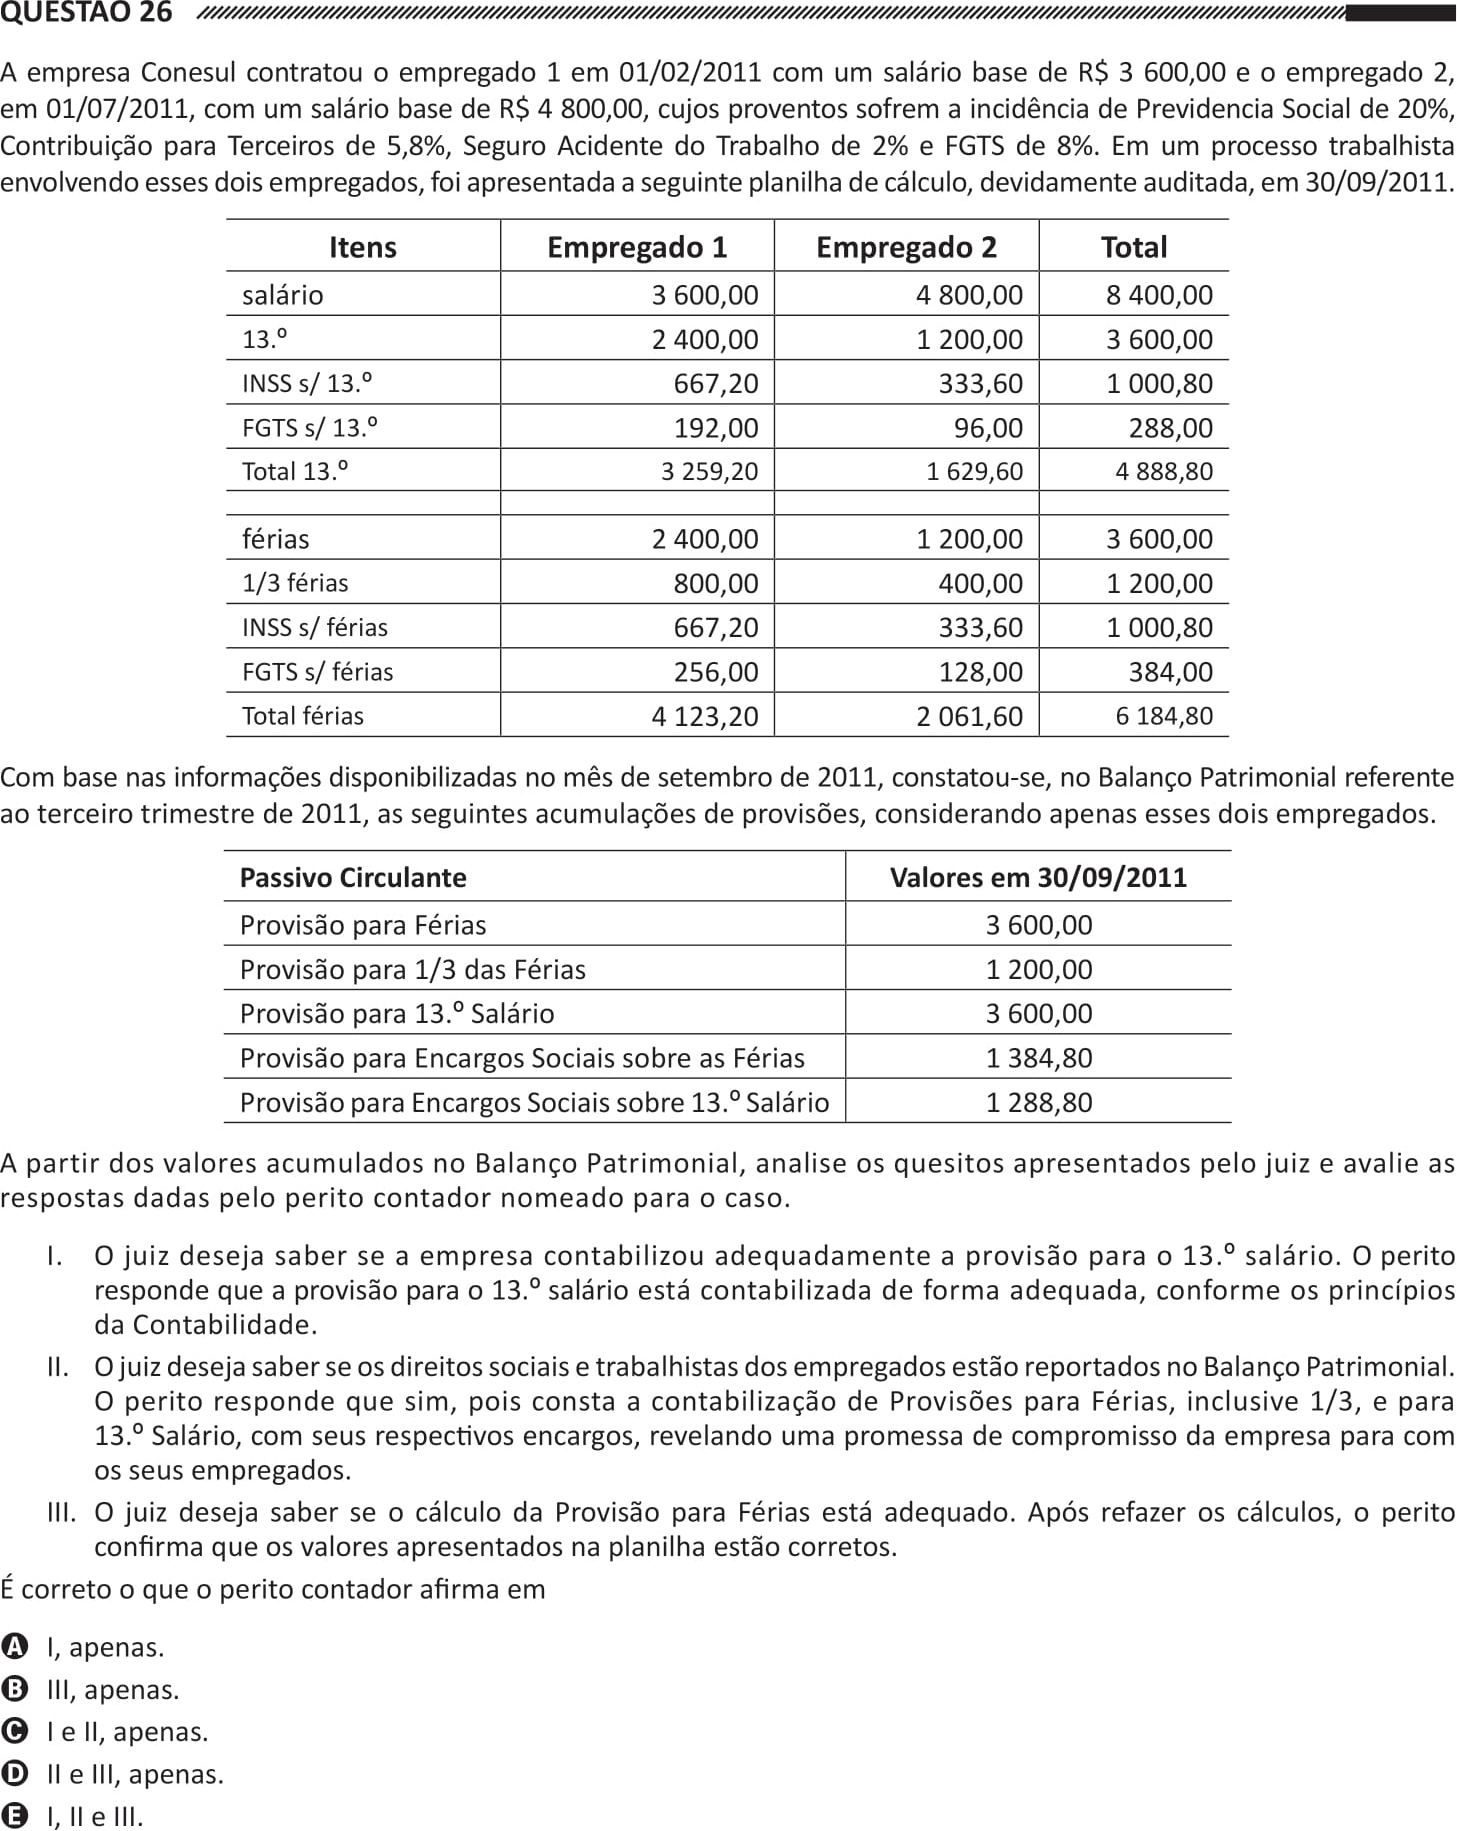 QUESTÃO 26
A empresa Conesul contratou o empregado 1 em 01/02/2011 com um salário base de R$ 3 600,00 e o empregado 2,
em 01/07/2011, com um salário base de R$ 4 800,00, cujos proventos sofrem a incidência de Previdencia Social de 20%,
Contribuição para Terceiros de 5,8%, Seguro Acidente do Trabalho de 2% e FGTS de 8%. Em um processo trabalhista
envolvendo esses dois empregados, foi apresentada a seguinte planilha de cálculo, devidamente auditada, em 30/09/2011.
Itens Empregado 1 Empregado 2 Total
salário 3 600,00 4 800,00 8 400,00
13.º 2 400,00 1 200,00 3 600,00
INSS s/ 13.º 667,20 333,60 1 000,80
FGTS s/ 13.º 192,00 96,00 288,00
Total 13.º 3 259,20 1 629,60 4 888,80
férias 2 400,00 1 200,00 3 600,00
1/3 férias 800,00 400,00 1 200,00
INSS s/ férias 667,20 333,60 1 000,80
FGTS s/ férias 256,00 128,00 384,00
Total férias 4 123,20 2 061,60 6 184,80
Com base nas informações disponibilizadas no mês de setembro de 2011, constatou-se, no Balanço Patrimonial referente
ao terceiro trimestre de 2011, as seguintes acumulações de provisões, considerando apenas esses dois empregados.
Passivo Circulante Valores em 30/09/2011
Provisão para Férias 3 600,00
Provisão para 1/3 das Férias 1 200,00
Provisão para 13.º Salário 3 600,00
Provisão para Encargos Sociais sobre as Férias 1 384,80
Provisão para Encargos Sociais sobre 13.º Salário 1 288,80
A partir dos valores acumulados no Balanço Patrimonial, analise os quesitos apresentados pelo juiz e avalie as
respostas dadas pelo perito contador nomeado para o caso.
I. O juiz deseja saber se a empresa contabilizou adequadamente a provisão para o 13.º salário. O perito
responde que a provisão para o 13.º salário está contabilizada de forma adequada, conforme os princípios
da Contabilidade.
II. O juiz deseja saber se os direitos sociais e trabalhistas dos empregados estão reportados no Balanço Patrimonial.
O perito responde que sim, pois consta a contabilização de Provisões para Férias, inclusive 1/3, e para
13.º Salário, com seus respectivos encargos, revelando uma promessa de compromisso da empresa para com
os seus empregados.
III. O juiz deseja saber se o cálculo da Provisão para Férias está adequado. Após refazer os cálculos, o perito
confirma que os valores apresentados na planilha estão corretos.
É correto o que o perito contador afirma em
A I, apenas.
B III, apenas.
C I e II, apenas.
D II e III, apenas.
E I, II e III.